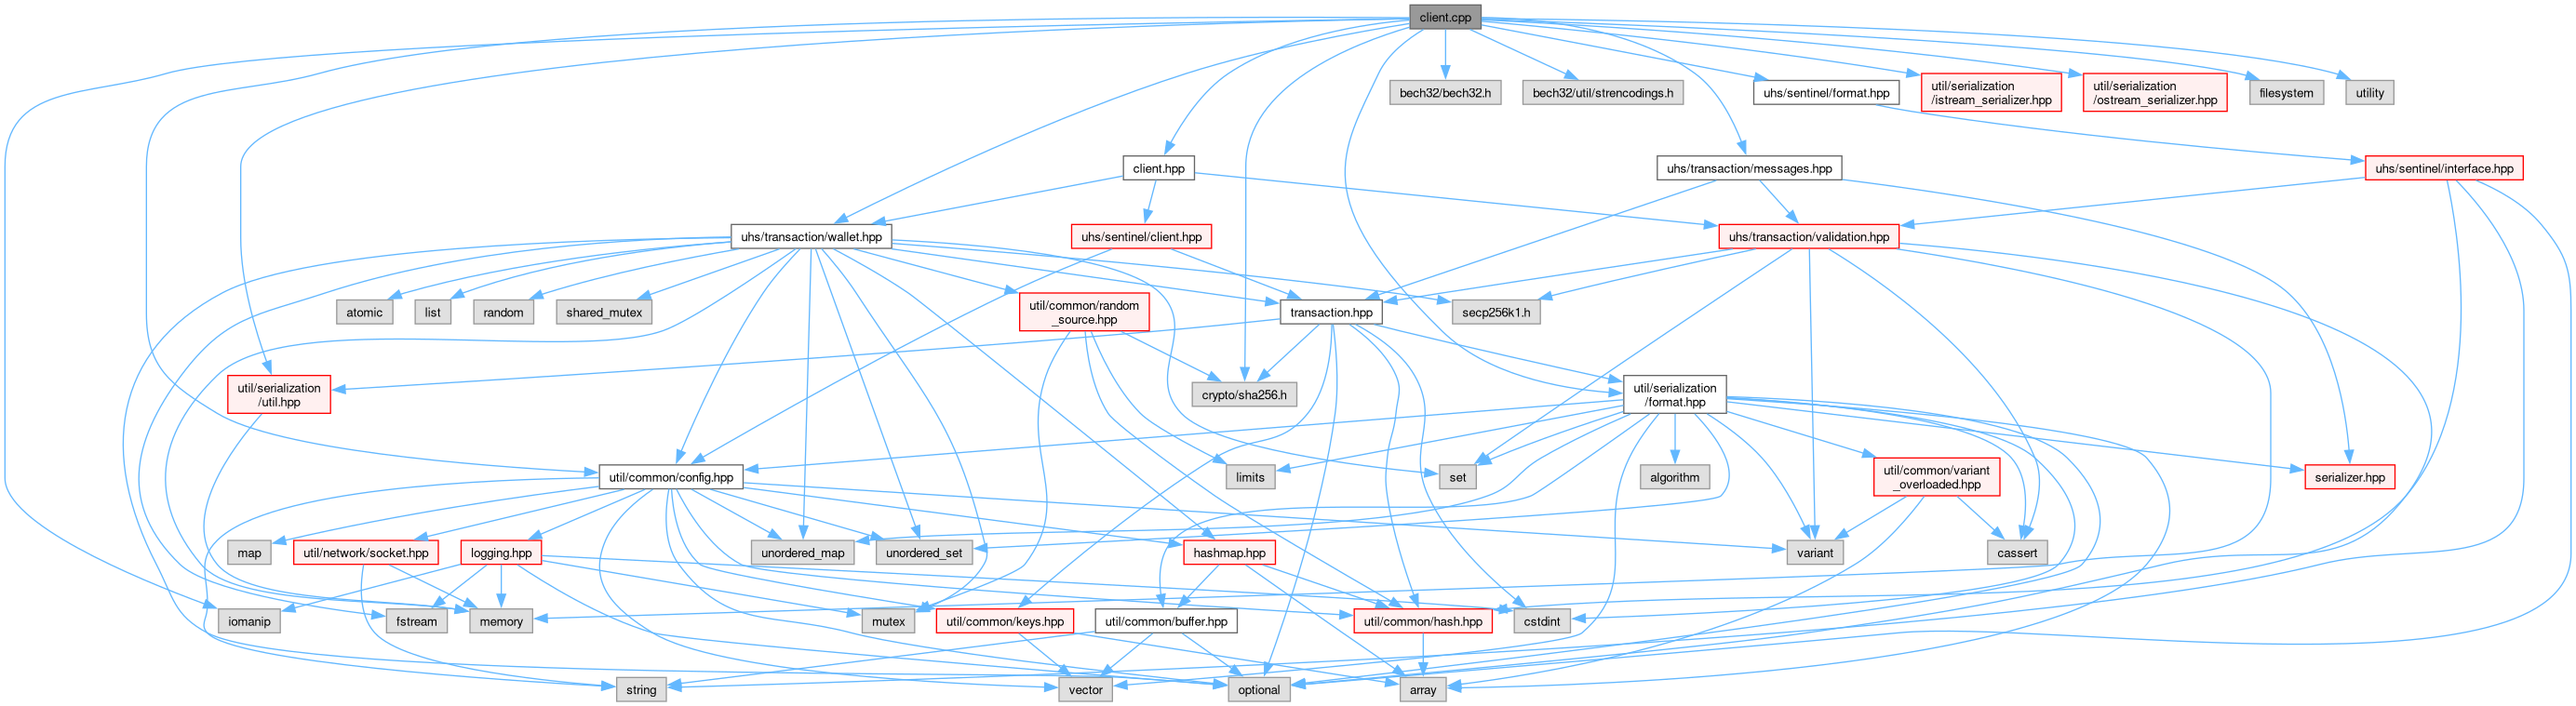 client.cpp
bech32/bech32.h
bech32/util/strencodings.h
uhs/sentinel/format.hpp
util/serialization
/istream_serializer.hpp
util/serialization
/ostream_serializer.hpp
filesystem
utility
client.hpp
uhs/transaction/messages.hpp
uhs/sentinel/interface.hpp
uhs/transaction/wallet.hpp
uhs/sentinel/client.hpp
uhs/transaction/validation.hpp
atomic
list
random
shared_mutex
util/common/random
_source.hpp
transaction.hpp
secp256k1.h
util/serialization
/util.hpp
crypto/sha256.h
util/serialization
/format.hpp
util/common/config.hpp
limits
set
algorithm
util/common/variant
_overloaded.hpp
serializer.hpp
map
util/network/socket.hpp
logging.hpp
unordered_map
unordered_set
hashmap.hpp
variant
cassert
iomanip
fstream
memory
mutex
util/common/keys.hpp
util/common/buffer.hpp
util/common/hash.hpp
cstdint
string
vector
optional
array